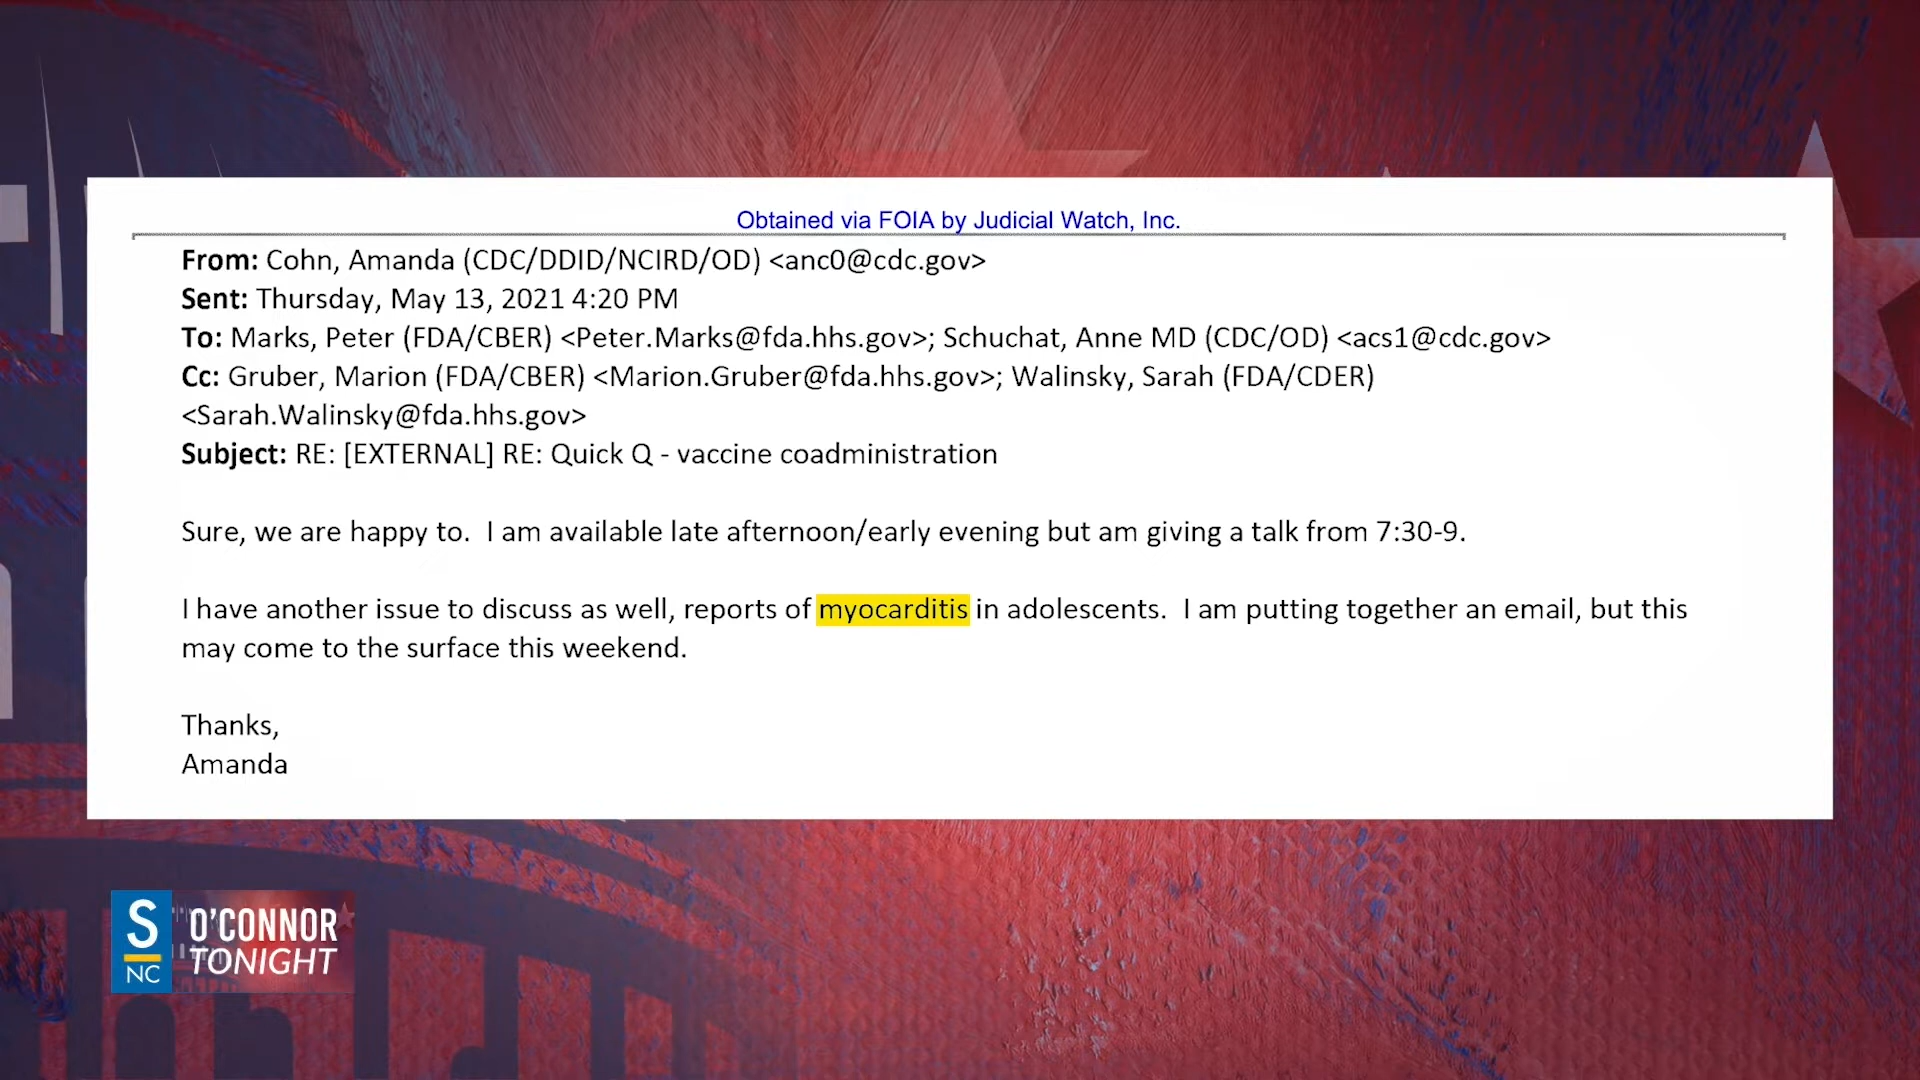 Obtained via FOIA by Judicial Watch, Inc.
From: Cohn, Amanda (CDC/DDID/NCIRD/OD) <anc0@cdc.gov>
Sent: Thursday, May 13, 2021 4:20 PM
To: Marks, Peter (FDA/CBER) <Peter.Marks@fda.hhs.gov>; Schuchat, Anne MD (CDC/OD) <acs1@cdc.gov>
Cc: Gruber, Marion (FDA/CBER) <Marion.Gruber@fda.hhs.gov>; Walinsky, Sarah (FDA/CDER)
<Sarah.Walinsky@fda.hhs.gov>
Subject: RE: [EXTERNAL] RE: Quick Q - vaccine coadministration
Sure, we are happy to.  I am available late afternoon/early evening but am giving a talk from 7:30-9.
I have another issue to discuss as well, reports of myocarditis in adolescents.  I am putting together an email, but this
may come to the surface this weekend.
Thanks,
Amanda
S
NC
O'CONNOR
TONIGHT